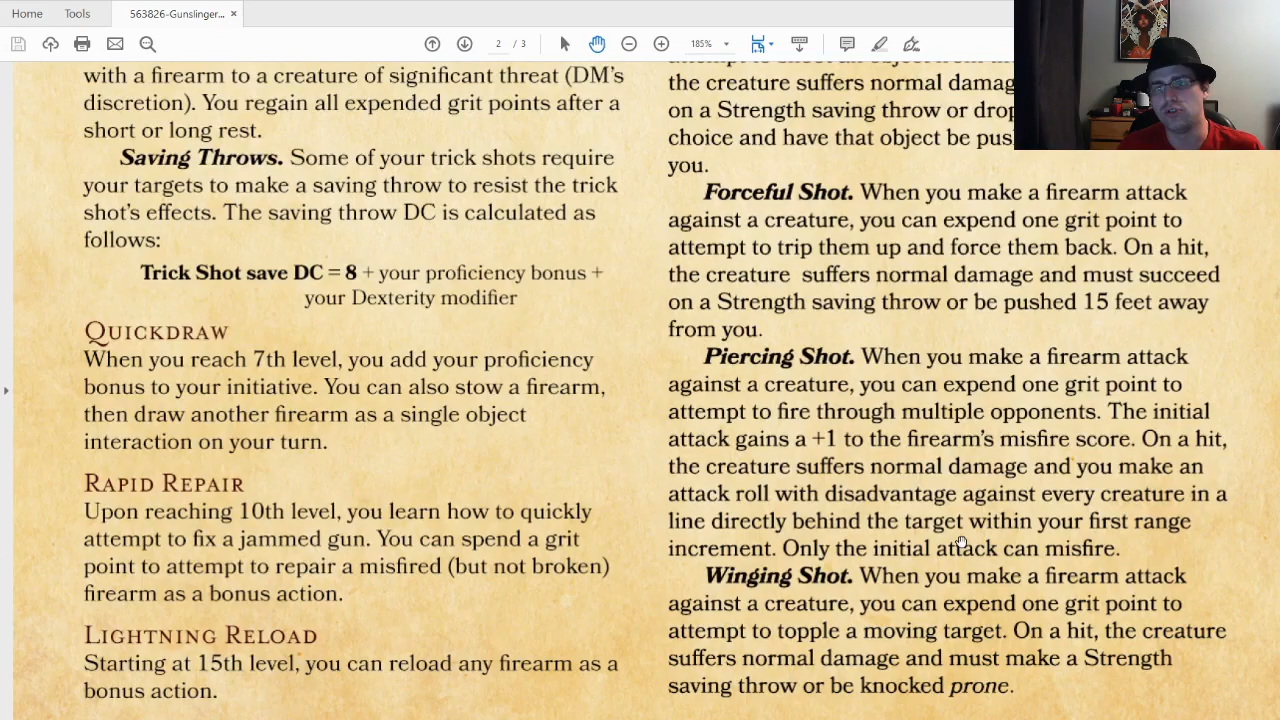 Home
Tools
563826-Gunslinger...
×
2 / 3
185%
with a firearm to a creature of significant threat (DM's
discretion). You regain all expended grit points after a
short or long rest.
Saving Throws. Some of your trick shots require
your targets to make a saving throw to resist the trick
shot's effects. The saving throw DC is calculated as
follows:
Trick Shot save DC = 8 + your proficiency bonus +
your Dexterity modifier
Quickdraw
When you reach 7th level, you add your proficiency
bonus to your initiative. You can also stow a firearm,
then draw another firearm as a single object
interaction on your turn.
Rapid Repair
Upon reaching 10th level, you learn how to quickly
attempt to fix a jammed gun. You can spend a grit
point to attempt to repair a misfired (but not broken)
firearm as a bonus action.
Lightning Reload
Starting at 15th level, you can reload any firearm as a
bonus action.
the creature suffers normal damag
on a Strength saving throw or drop
choice and have that object be pus
you.
Forceful Shot. When you make a firearm attack
against a creature, you can expend one grit point to
attempt to trip them up and force them back. On a hit,
the creature suffers normal damage and must succeed
on a Strength saving throw or be pushed 15 feet away
from you.
Piercing Shot. When you make a firearm attack
against a creature, you can expend one grit point to
attempt to fire through multiple opponents. The initial
attack gains a +1 to the firearm's misfire score. On a hit,
the creature suffers normal damage and you make an
attack roll with disadvantage against every creature in a
line directly behind the target within your first range
increment. Only the initial attack can misfire.
Winging Shot. When you make a firearm attack
against a creature, you can expend one grit point to
attempt to topple a moving target. On a hit, the creature
suffers normal damage and must make a Strength
saving throw or be knocked prone.